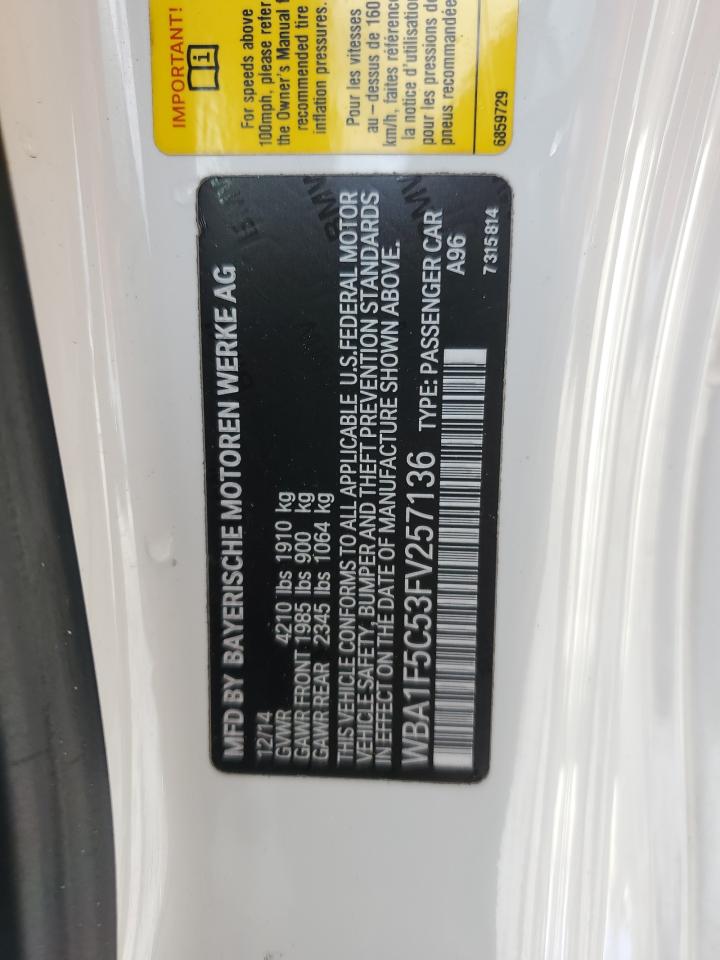 IMPORTANT!
For speeds above
100mph, please refer
the Owner's Manual f
recommended tire
inflation pressures.
Pour les vitesses
au-dessus de 160
km/h, faites référenc
la notice d'utilisation
pour les pressions de
pneus recommandée
6859729
MFD BY BAYERISCHE MOTOREN WERKE AG
12/14
GVWR 4210 lbs 1910 kg
GAWR FRONT 1985 lbs 900 kg
GAWR REAR 2345 lbs 1064 kg
THIS VEHICLE CONFORMS TO ALL APPLICABLE U.S. FEDERAL MOTOR
VEHICLE SAFETY, BUMPER AND THEFT PREVENTION STANDARDS
IN EFFECT ON THE DATE OF MANUFACTURE SHOWN ABOVE.
WBA1F5C53FV257136 TYPE: PASSENGER CAR
A96
7315814
BMW